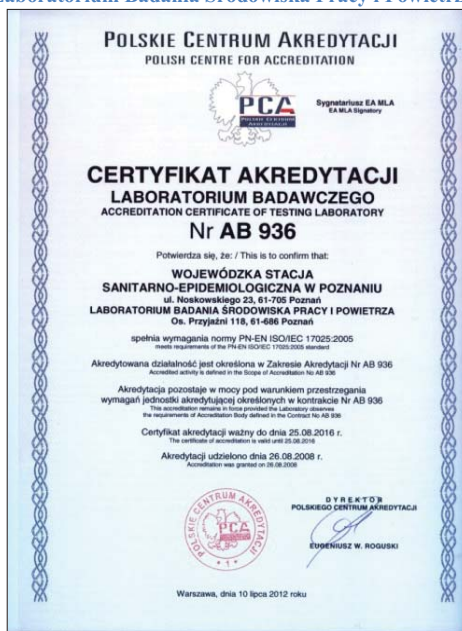 Laboratorium Badania Środowiska Pracy i Powietrza
POLSKIE CENTRUM AKREDYTACJI
POLISH CENTRE FOR ACCREDITATION
PCA
POLSKIE CENTRUM
AKREDYTACJI
Sygnatariusz EA MLA
EA MLA Signatory
CERTYFIKAT AKREDYTACJI
LABORATORIUM BADAWCZEGO
ACCREDITATION CERTIFICATE OF TESTING LABORATORY
Nr AB 936
Potwierdza się, że: / This is to confirm that:
WOJEWÓDZKA STACJA
SANITARNO-EPIDEMIOLOGICZNA W POZNANIU
ul. Noskowskiego 23, 61-705 Poznań
LABORATORIUM BADANIA ŚRODOWISKA PRACY I POWIETRZA
Os. Przyjaźni 118, 61-686 Poznań
spełnia wymagania normy PN-EN ISO/IEC 17025:2005
meets requirements of the PN-EN ISO/IEC 17025:2005 standard
Akredytowana działalność jest określona w Zakresie Akredytacji Nr AB 936
Accredited activity is defined in the Scope of Accreditation No AB 936
Akredytacja pozostaje w mocy pod warunkiem przestrzegania
wymagań jednostki akredytującej określonych w kontrakcie Nr AB 936
This accreditation remains in force provided the Laboratory observes
the requirements of Accreditation Body defined in the Contract No AB 936
Certyfikat akredytacji ważny do dnia 25.08.2016 r.
The certificate of accreditation is valid until 25.08.2016
Akredytacji udzielono dnia 26.08.2008 r.
Accreditation was granted on 26.08.2008
DYREKTOR
POLSKIEGO CENTRUM AKREDYTACJI
EUGENIUSZ W. ROGUSKI
POLSKIE CENTRUM AKREDYTACJI
PCA
* 1 *
Warszawa, dnia 10 lipca 2012 roku